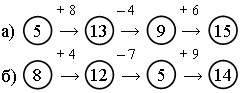 + 8 – 4 + 6
а) 5 → 13 → 9 → 15
+ 4 – 7 + 9
б) 8 → 12 → 5 → 14